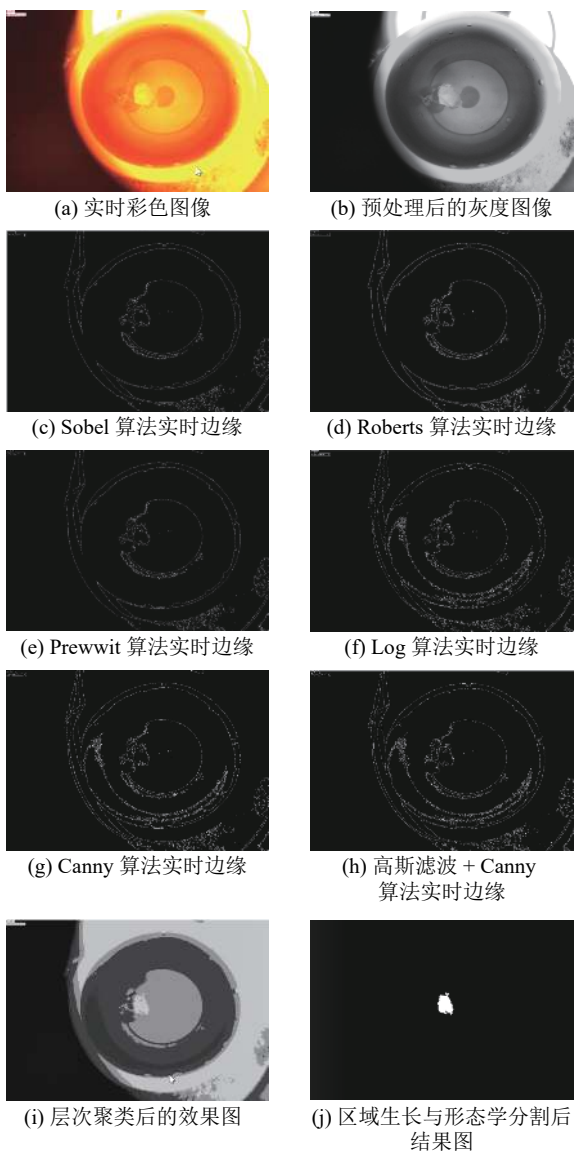 (a) 实时彩色图像
(b) 预处理后的灰度图像
(c) Sobel 算法实时边缘
(d) Roberts 算法实时边缘
(e) Prewwit 算法实时边缘
(f) Log 算法实时边缘
(g) Canny 算法实时边缘
(h) 高斯滤波 + Canny
算法实时边缘
(i) 层次聚类后的效果图
(j) 区域生长与形态学分割后
结果图